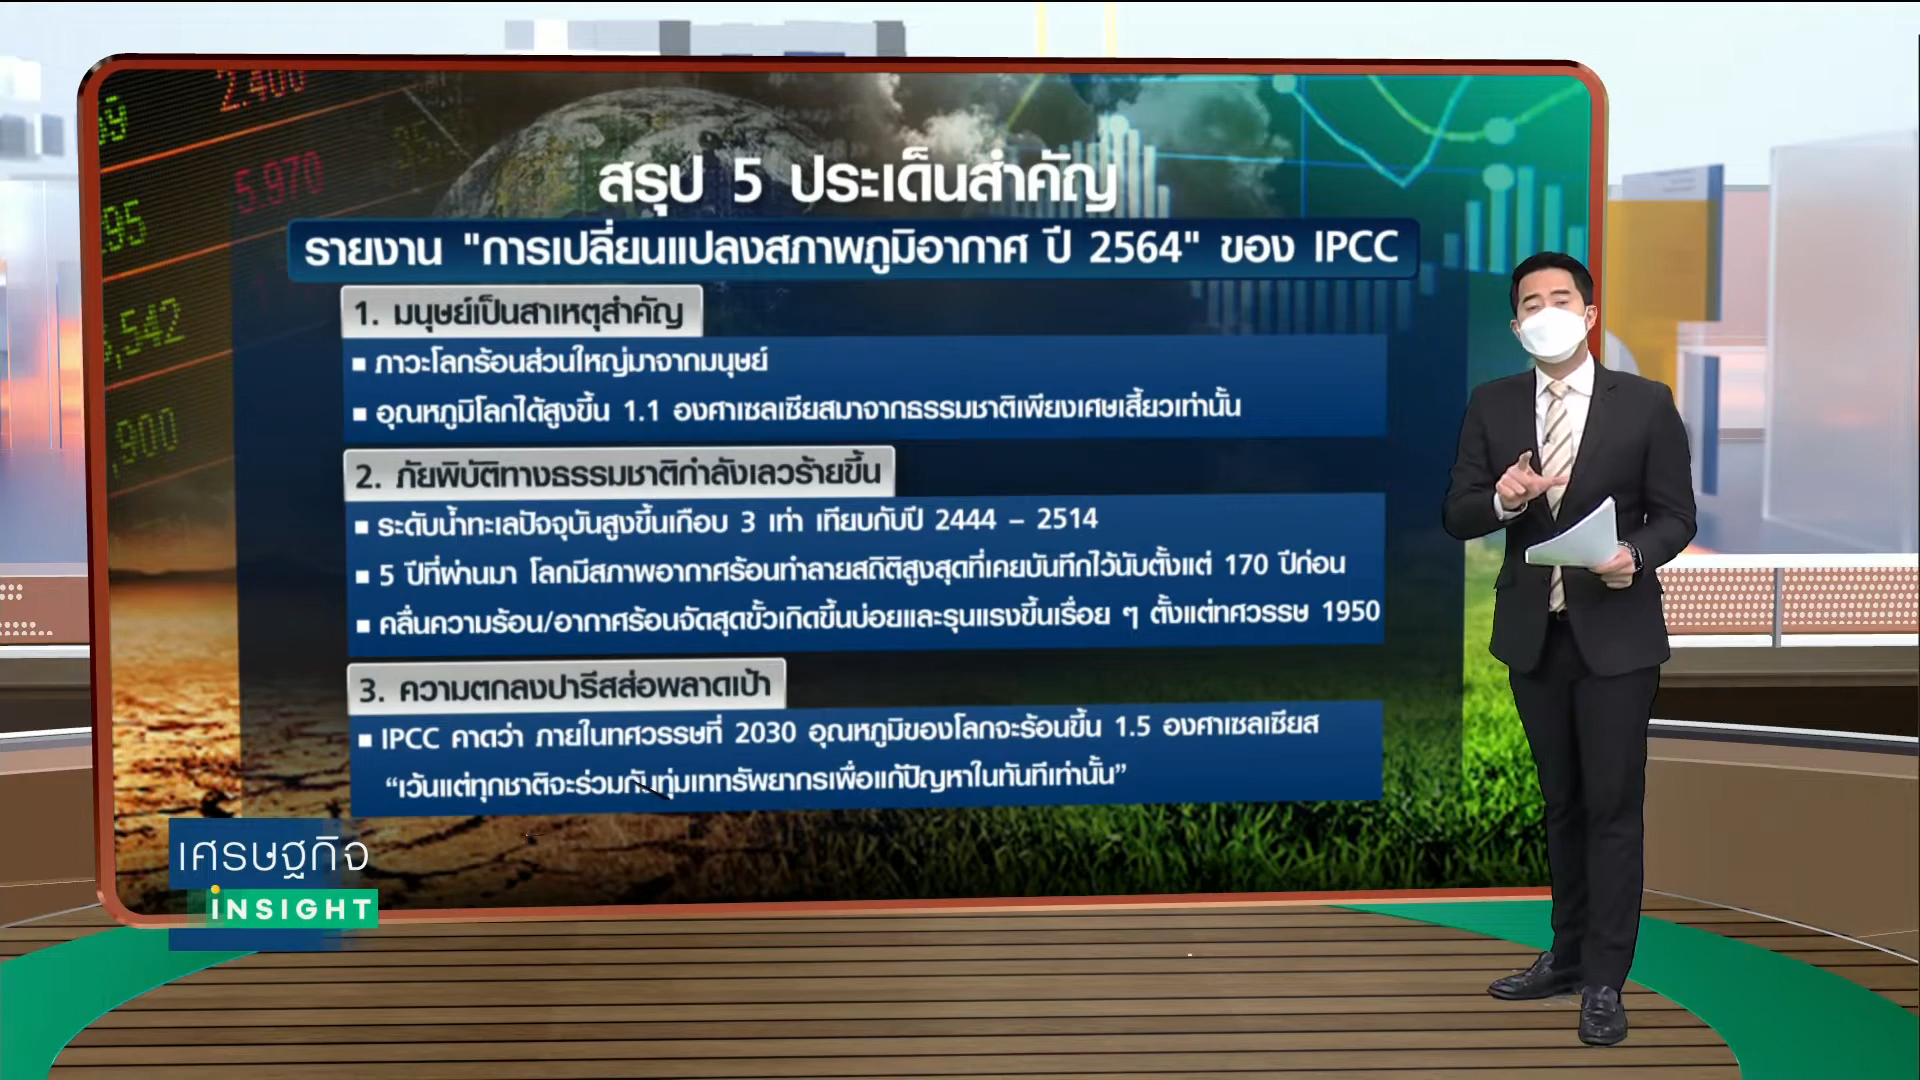 2.400
5.970
95
,542
,900
สรุป 5 ประเด็นสำคัญ
รายงาน "การเปลี่ยนแปลงสภาพภูมิอากาศ ปี 2564" ของ IPCC
1. มนุษย์เป็นสาเหตุสำคัญ
▪ ภาวะโลกร้อนส่วนใหญ่มาจากมนุษย์
▪ อุณหภูมิโลกได้สูงขึ้น 1.1 องศาเซลเซียสมาจากธรรมชาติเพียงเศษเสี้ยวเท่านั้น
2. ภัยพิบัติทางธรรมชาติกำลังเลวร้ายขึ้น
▪ ระดับน้ำทะเลปัจจุบันสูงขึ้นเกือบ 3 เท่า เทียบกับปี 2444 – 2514
▪ 5 ปีที่ผ่านมา โลกมีสภาพอากาศร้อนทำลายสถิติสูงสุดที่เคยบันทึกไว้นับตั้งแต่ 170 ปีก่อน
▪ คลื่นความร้อน/อากาศร้อนจัดสุดขั้วเกิดขึ้นบ่อยและรุนแรงขึ้นเรื่อย ๆ ตั้งแต่ทศวรรษ 1950
3. ความตกลงปารีสส่อพลาดเป้า
▪ IPCC คาดว่า ภายในทศวรรษที่ 2030 อุณหภูมิของโลกจะร้อนขึ้น 1.5 องศาเซลเซียส
“เว้นแต่ทุกชาติจะร่วมกันทุ่มเททรัพยากรเพื่อแก้ปัญหาในทันทีเท่านั้น”
เศรษฐกิจ
iNSIGHT